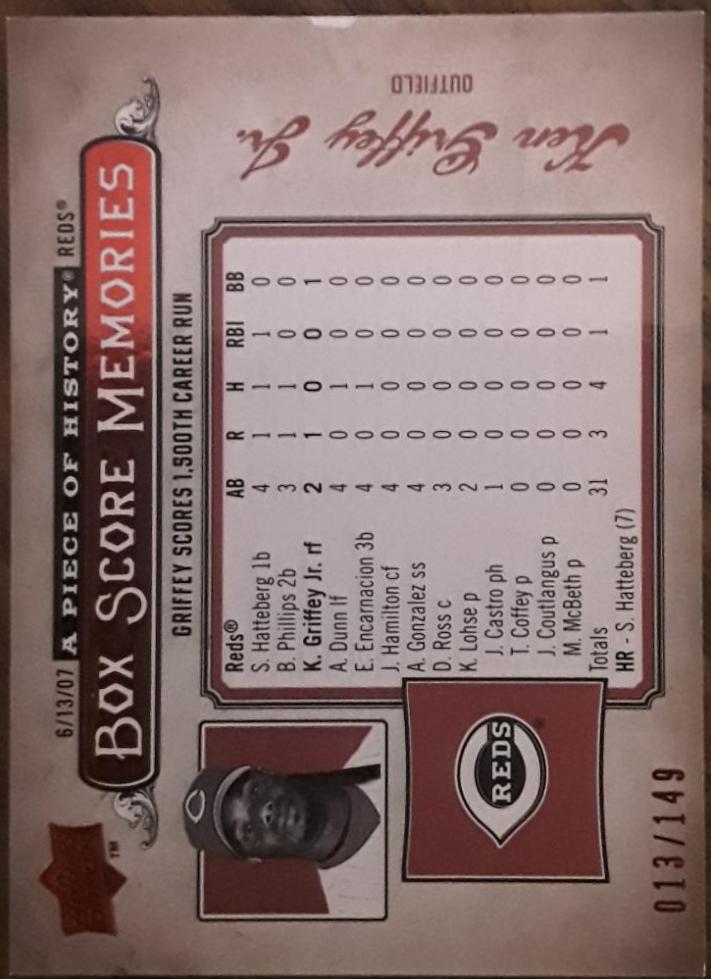 6/13/07 A PIECE OF HISTORY® REDS®
BOX SCORE MEMORIES
TM
GRIFFEY SCORES 1,500TH CAREER RUN
Reds® AB R H RBI BB
S. Hatteberg 1b 4 1 1 1 0
B. Phillips 2b 3 1 1 0 0
K. Griffey Jr. rf 2 1 0 0 1
A. Dunn lf 4 0 1 0 0
E. Encarnacion 3b 4 0 1 0 0
J. Hamilton cf 4 0 0 0 0
A. Gonzalez ss 4 0 0 0 0
D. Ross c 3 0 0 0 0
K. Lohse p 2 0 0 0 0
J. Castro ph 1 0 0 0 0
T. Coffey p 0 0 0 0 0
J. Coutlangus p 0 0 0 0 0
M. McBeth p 0 0 0 0 0
Totals 31 3 4 1 1
HR - S. Hatteberg (7)
C
REDS
013/149
OUTFIELD
Ken Griffey Jr.